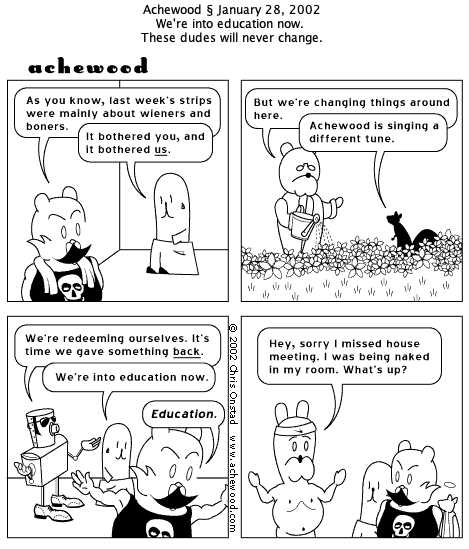 Achewood § January 28, 2002
We're into education now.
These dudes will never change.
achewood
As you know, last week's strips
were mainly about wieners and
boners.
It bothered you, and
it bothered us.
But we're changing things around
here.
Achewood is singing a
different tune.
We're redeeming ourselves. It's
time we gave something back.
We're into education now.
Education.
© 2002 Chris Onstad www.achewood.com
Hey, sorry I missed house
meeting. I was being naked
in my room. What's up?